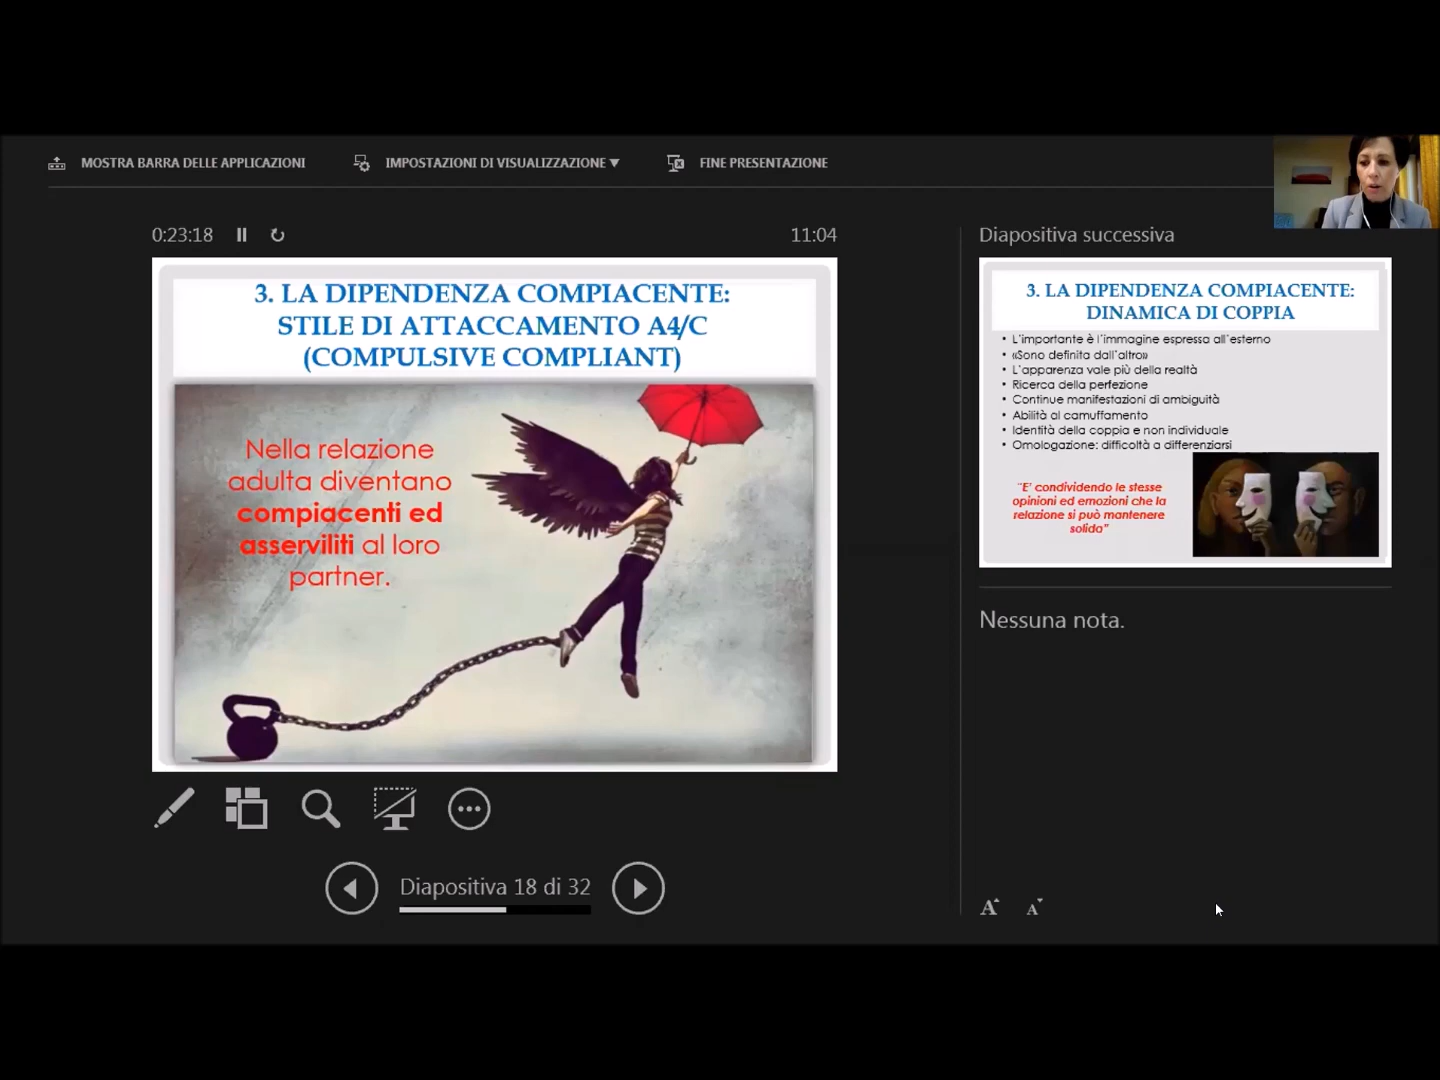 MOSTRA BARRA DELLE APPLICAZIONI
IMPOSTAZIONI DI VISUALIZZAZIONE ▼
FINE PRESENTAZIONE
0:23:18
11:04
3. LA DIPENDENZA COMPIACENTE:
STILE DI ATTACCAMENTO A4/C
(COMPULSIVE COMPLIANT)
Nella relazione
adulta diventano
compiacenti ed
asserviliti al loro
partner.
Diapositiva 18 di 32
Diapositiva successiva
3. LA DIPENDENZA COMPIACENTE:
DINAMICA DI COPPIA
• L'importante è l'immagine espressa all'esterno
• «Sono definita dall'altro»
• L'apparenza vale più della realtà
• Ricerca della perfezione
• Continue manifestazioni di ambiguità
• Abilità al camuffamento
• Identità della coppia e non individuale
• Omologazione: difficoltà a differenziarsi
"E' condividendo le stesse
opinioni ed emozioni che la
relazione si può mantenere
solida"
Nessuna nota.
A A